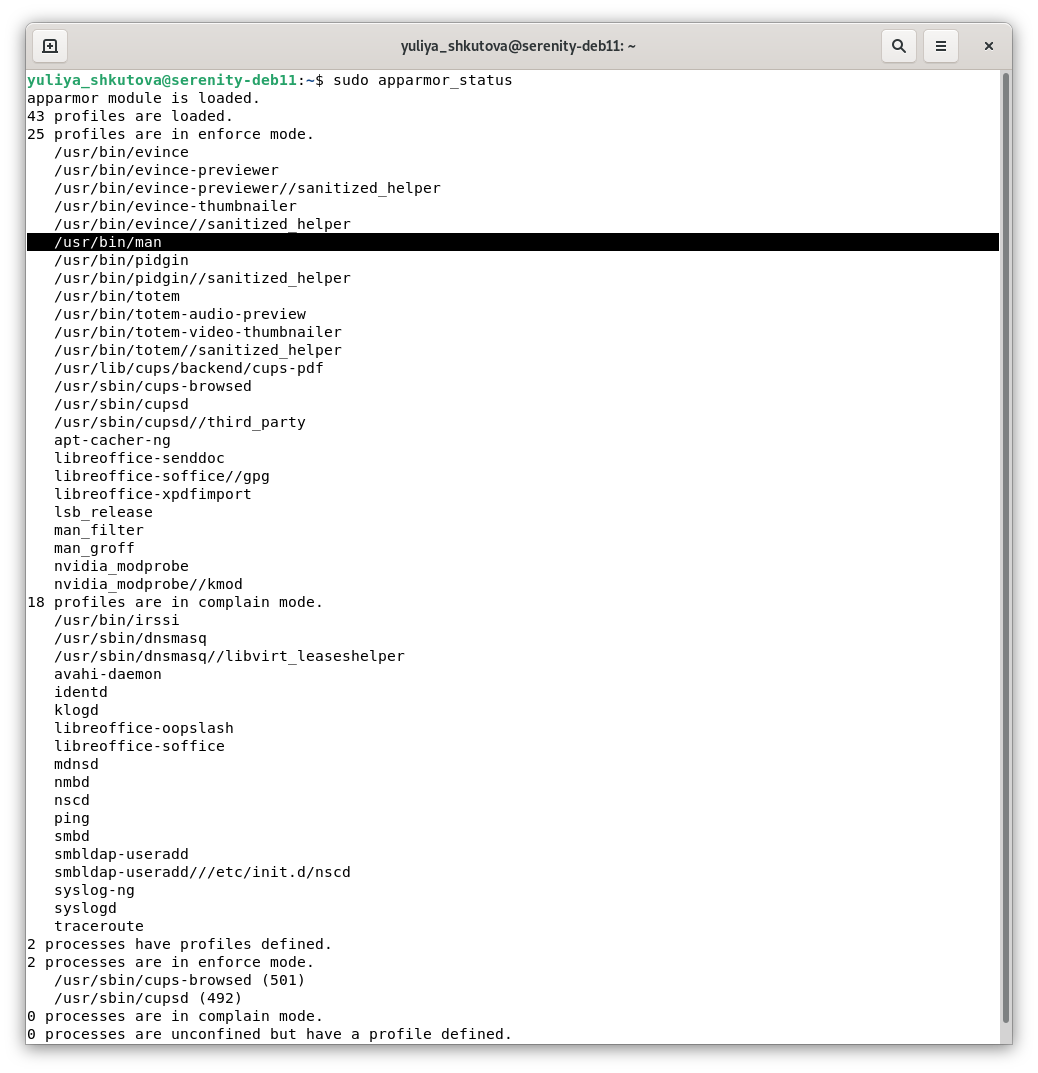 yuliya_shkutova@serenity-deb11: ~
yuliya_shkutova@serenity-deb11:~$ sudo apparmor_status
apparmor module is loaded.
43 profiles are loaded.
25 profiles are in enforce mode.
   /usr/bin/evince
   /usr/bin/evince-previewer
   /usr/bin/evince-previewer//sanitized_helper
   /usr/bin/evince-thumbnailer
   /usr/bin/evince//sanitized_helper
   /usr/bin/man
   /usr/bin/pidgin
   /usr/bin/pidgin//sanitized_helper
   /usr/bin/totem
   /usr/bin/totem-audio-preview
   /usr/bin/totem-video-thumbnailer
   /usr/bin/totem//sanitized_helper
   /usr/lib/cups/backend/cups-pdf
   /usr/sbin/cups-browsed
   /usr/sbin/cupsd
   /usr/sbin/cupsd//third_party
   apt-cacher-ng
   libreoffice-senddoc
   libreoffice-soffice//gpg
   libreoffice-xpdfimport
   lsb_release
   man_filter
   man_groff
   nvidia_modprobe
   nvidia_modprobe//kmod
18 profiles are in complain mode.
   /usr/bin/irssi
   /usr/sbin/dnsmasq
   /usr/sbin/dnsmasq//libvirt_leaseshelper
   avahi-daemon
   identd
   klogd
   libreoffice-oopslash
   libreoffice-soffice
   mdnsd
   nmbd
   nscd
   ping
   smbd
   smbldap-useradd
   smbldap-useradd///etc/init.d/nscd
   syslog-ng
   syslogd
   traceroute
2 processes have profiles defined.
2 processes are in enforce mode.
   /usr/sbin/cups-browsed (501)
   /usr/sbin/cupsd (492)
0 processes are in complain mode.
0 processes are unconfined but have a profile defined.